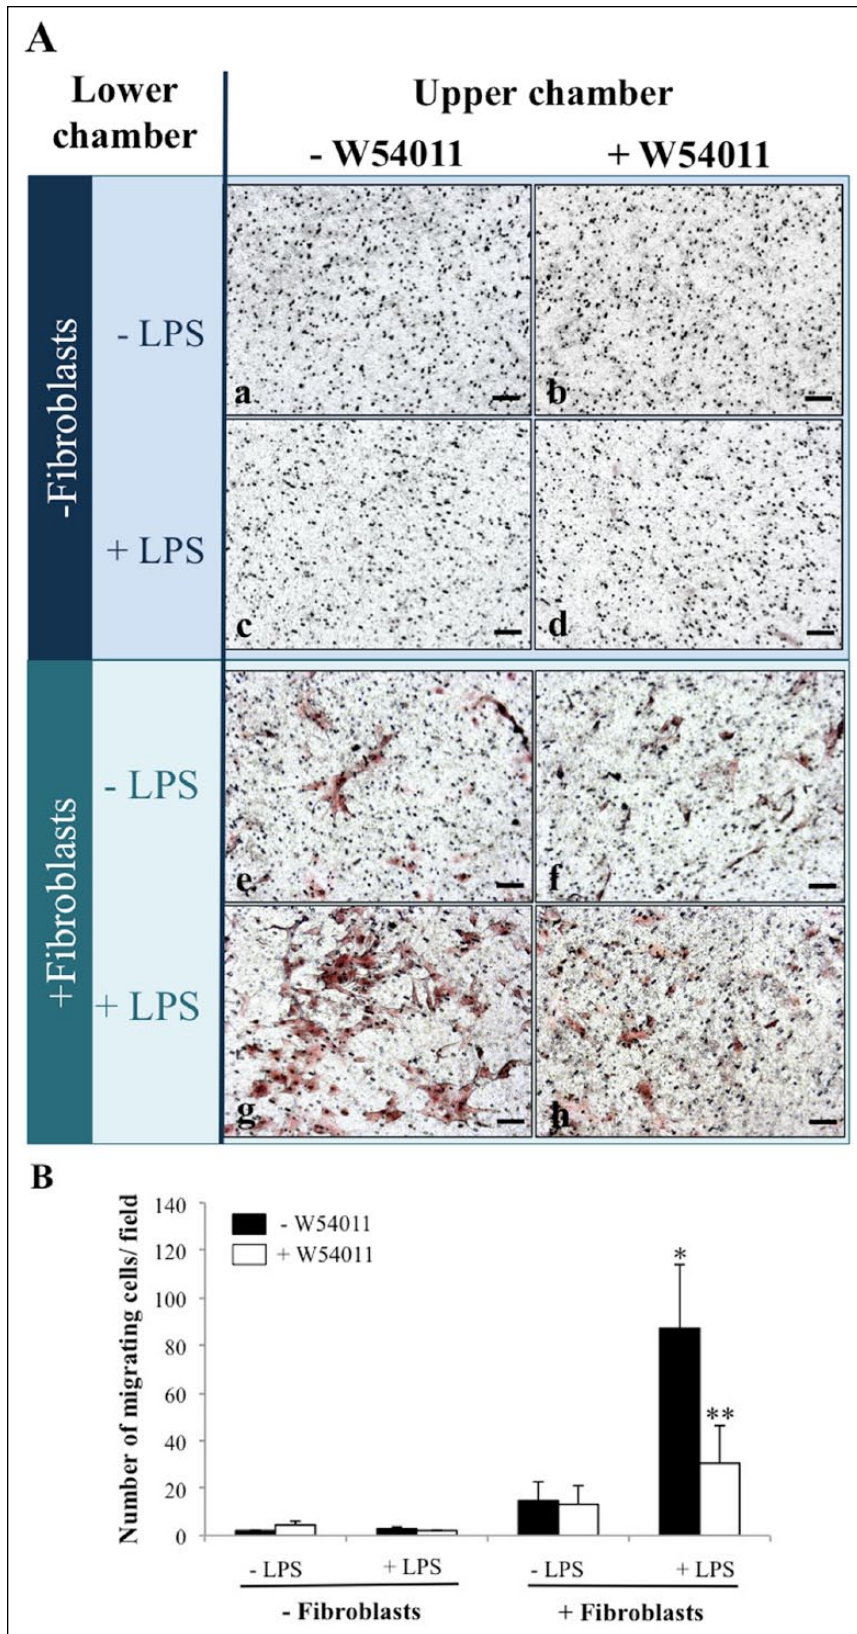 A
Lower
chamber
Upper chamber
- W54011
+ W54011
-Fibroblasts
- LPS
a
b
+ LPS
c
d
+Fibroblasts
- LPS
e
f
+ LPS
g
h
B
Number of migrating cells/ field
140
120
100
80
60
40
20
0
- W54011
+ W54011
*
**
- LPS
+ LPS
- LPS
+ LPS
- Fibroblasts
+ Fibroblasts